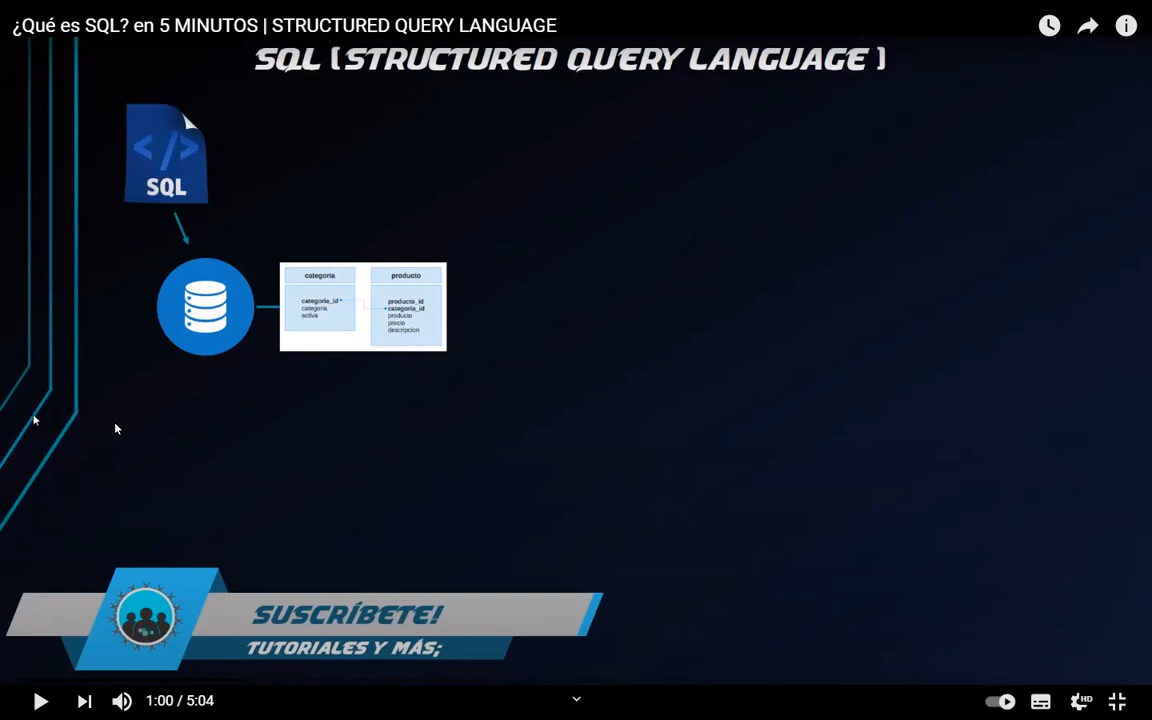 ¿Qué es SQL? en 5 MINUTOS | STRUCTURED QUERY LANGUAGE
SQL (STRUCTURED QUERY LANGUAGE )
</>
SQL
categoria
categoria_id
categoria
activa
producto
producto_id
categoria_id
producto
precio
descripcion
SUSCRÍBETE!
TUTORIALES Y MÁS;
1:00 / 5:04
HD